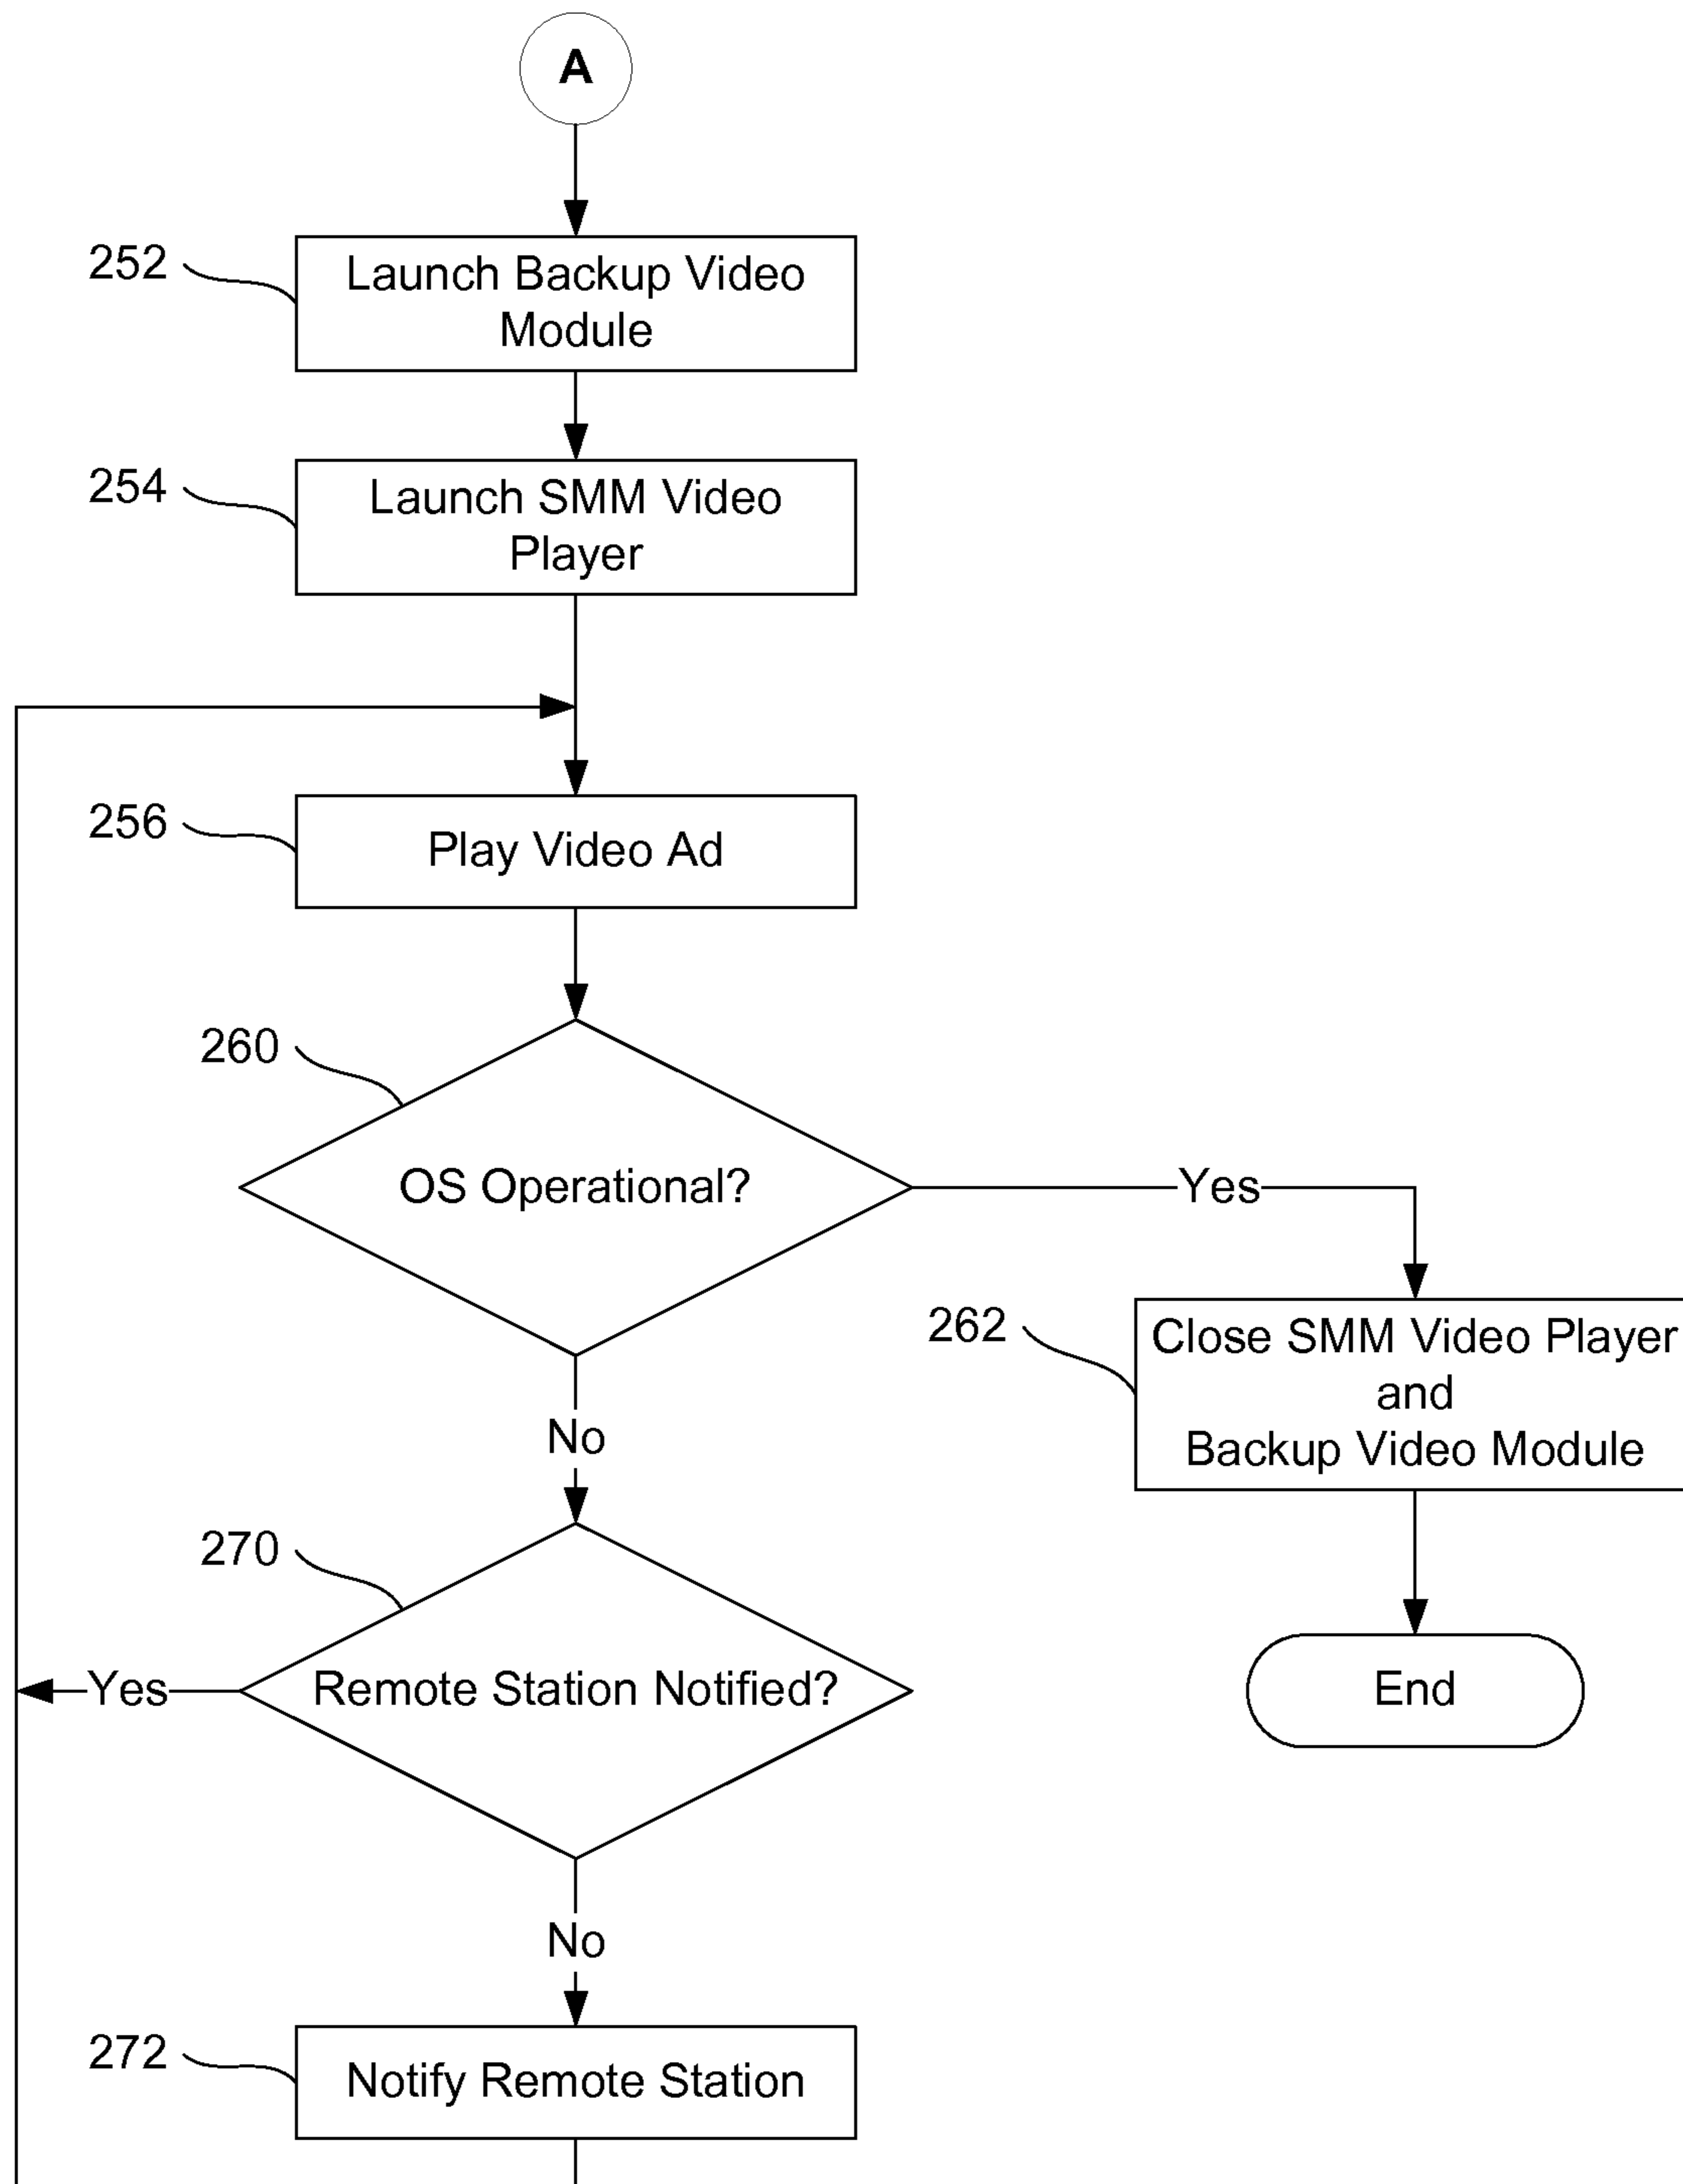 A
252
Launch Backup Video
Module
254
Launch SMM Video
Player
256
Play Video Ad
260
OS Operational?
Yes
No
262
Close SMM Video Player
and
Backup Video Module
270
Remote Station Notified?
Yes
End
No
272
Notify Remote Station